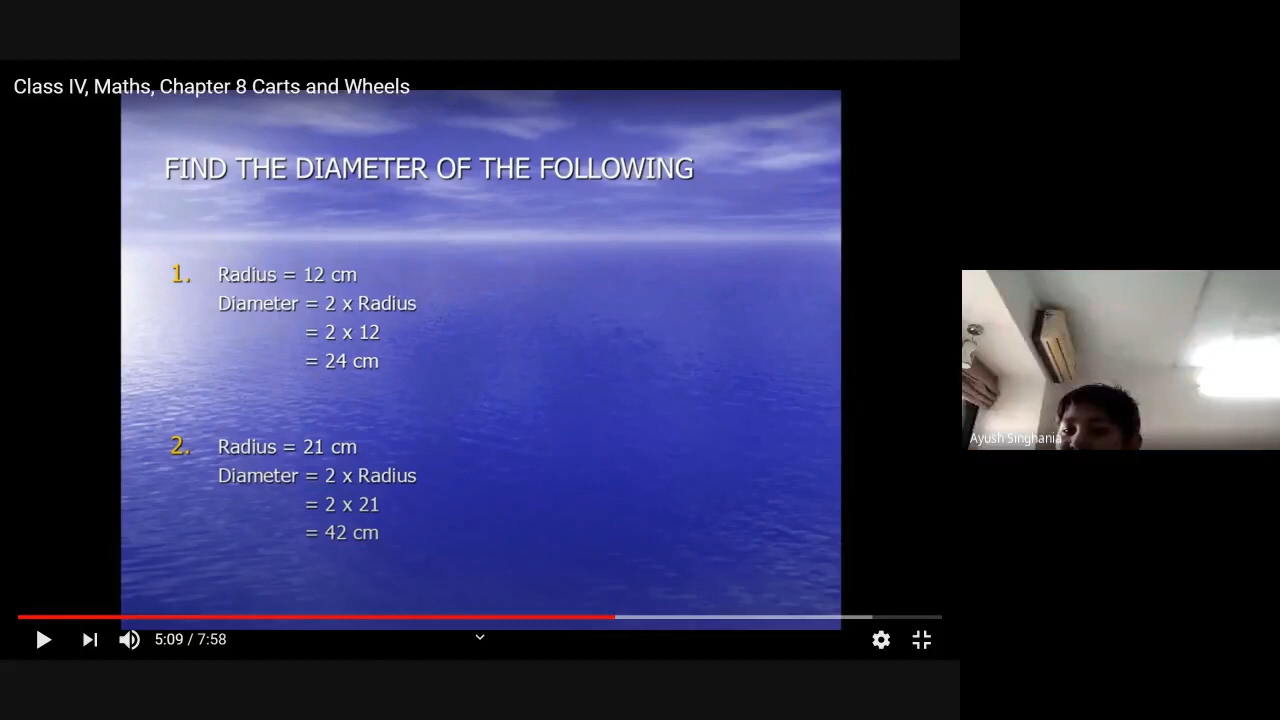 Class IV, Maths, Chapter 8 Carts and Wheels
FIND THE DIAMETER OF THE FOLLOWING
1. Radius = 12 cm
Diameter = 2 x Radius
= 2 x 12
= 24 cm
2. Radius = 21 cm
Diameter = 2 x Radius
= 2 x 21
= 42 cm
5:09 / 7:58
Ayush Singhania